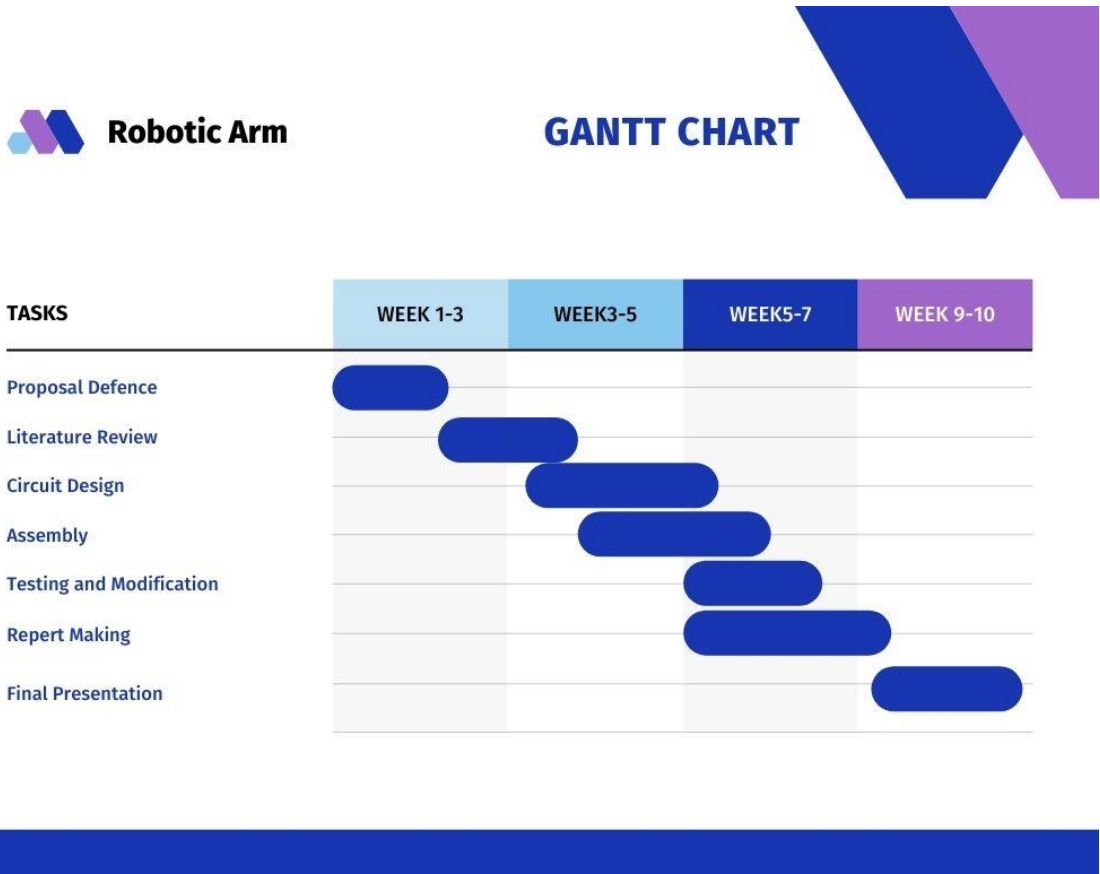 Robotic Arm
GANTT CHART
TASKS
WEEK 1-3
WEEK3-5
WEEK5-7
WEEK 9-10
Proposal Defence
Literature Review
Circuit Design
Assembly
Testing and Modification
Repert Making
Final Presentation